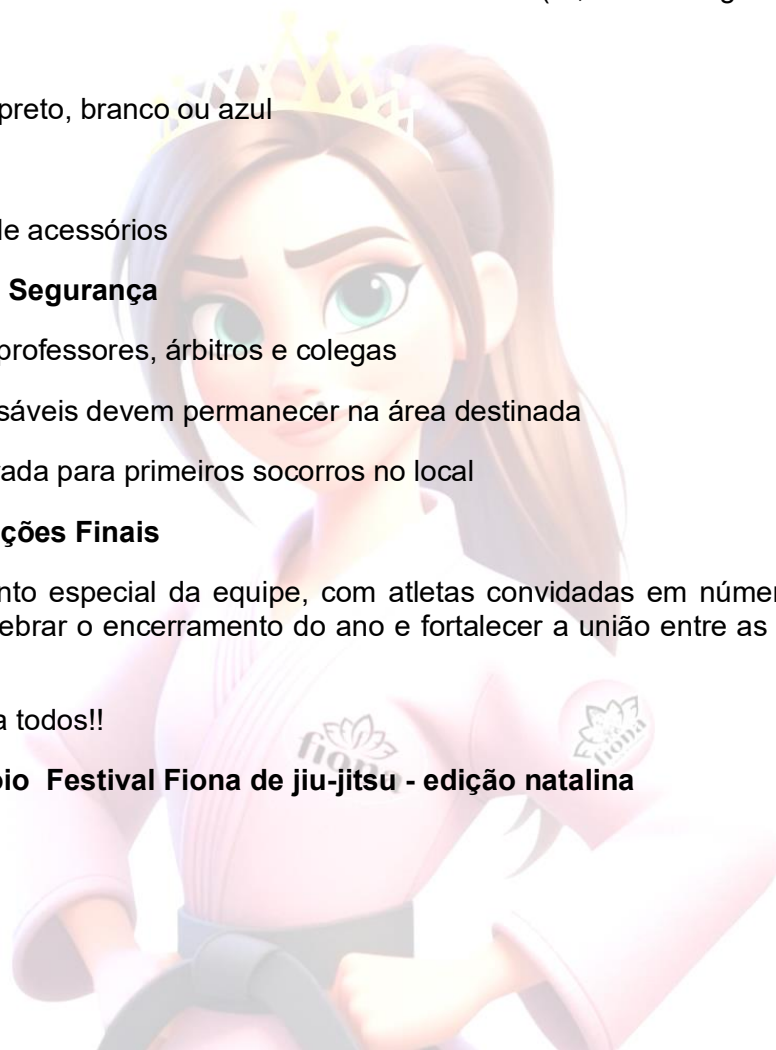 preto, branco ou azul
de acessórios
Segurança
professores, árbitros e colegas
sáveis devem permanecer na área destinada
ada para primeiros socorros no local
ções Finais
nto especial da equipe, com atletas convidadas em númer
ebrar o encerramento do ano e fortalecer a união entre as
a todos!!
oio Festival Fiona de jiu-jitsu - edição natalina
fiona
fiona